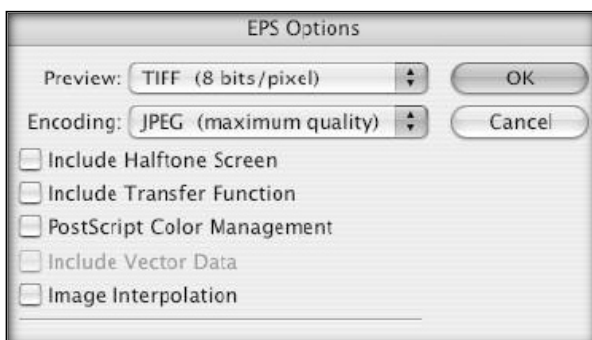 EPS Options
Preview: TIFF (8 bits/pixel) OK
Encoding: JPEG (maximum quality) Cancel
Include Halftone Screen
Include Transfer Function
PostScript Color Management
Include Vector Data
Image Interpolation